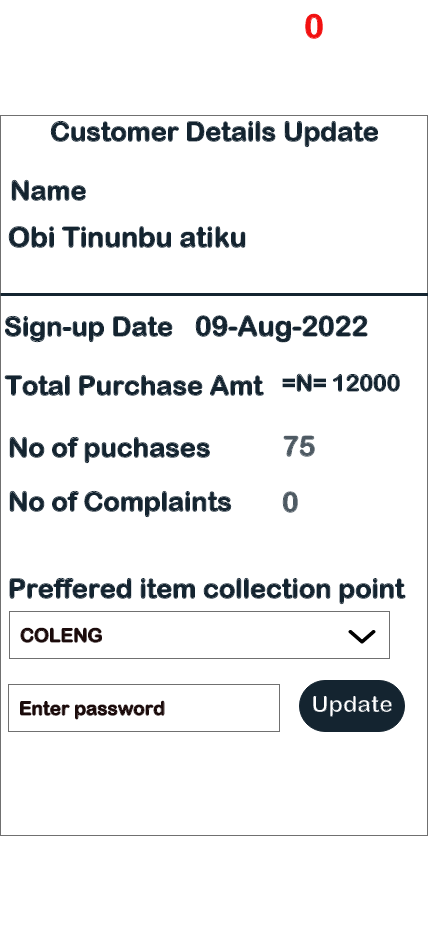 0
Customer Details Update
Name
Obi Tinunbu atiku
Sign-up Date 09-Aug-2022
Total Purchase Amt =N= 12000
No of puchases 75
No of Complaints 0
Preffered item collection point
COLENG
Enter password Update